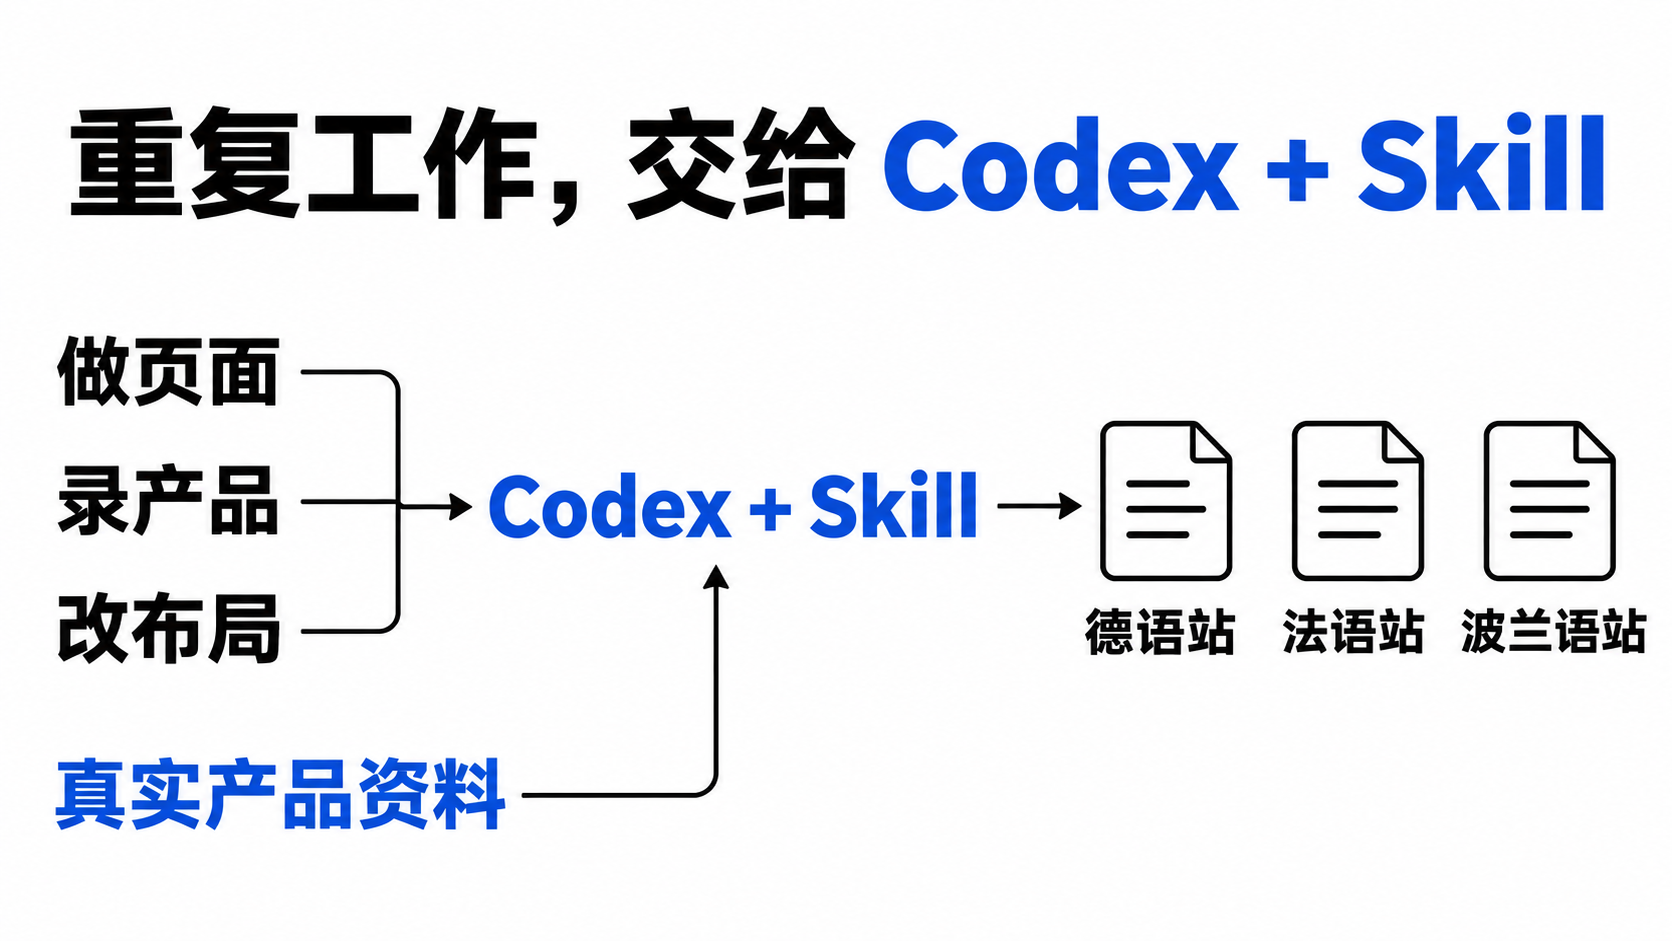 重复工作，交给 Codex + Skill
做页面
录产品
改布局
Codex + Skill
德语站
法语站
波兰语站
真实产品资料